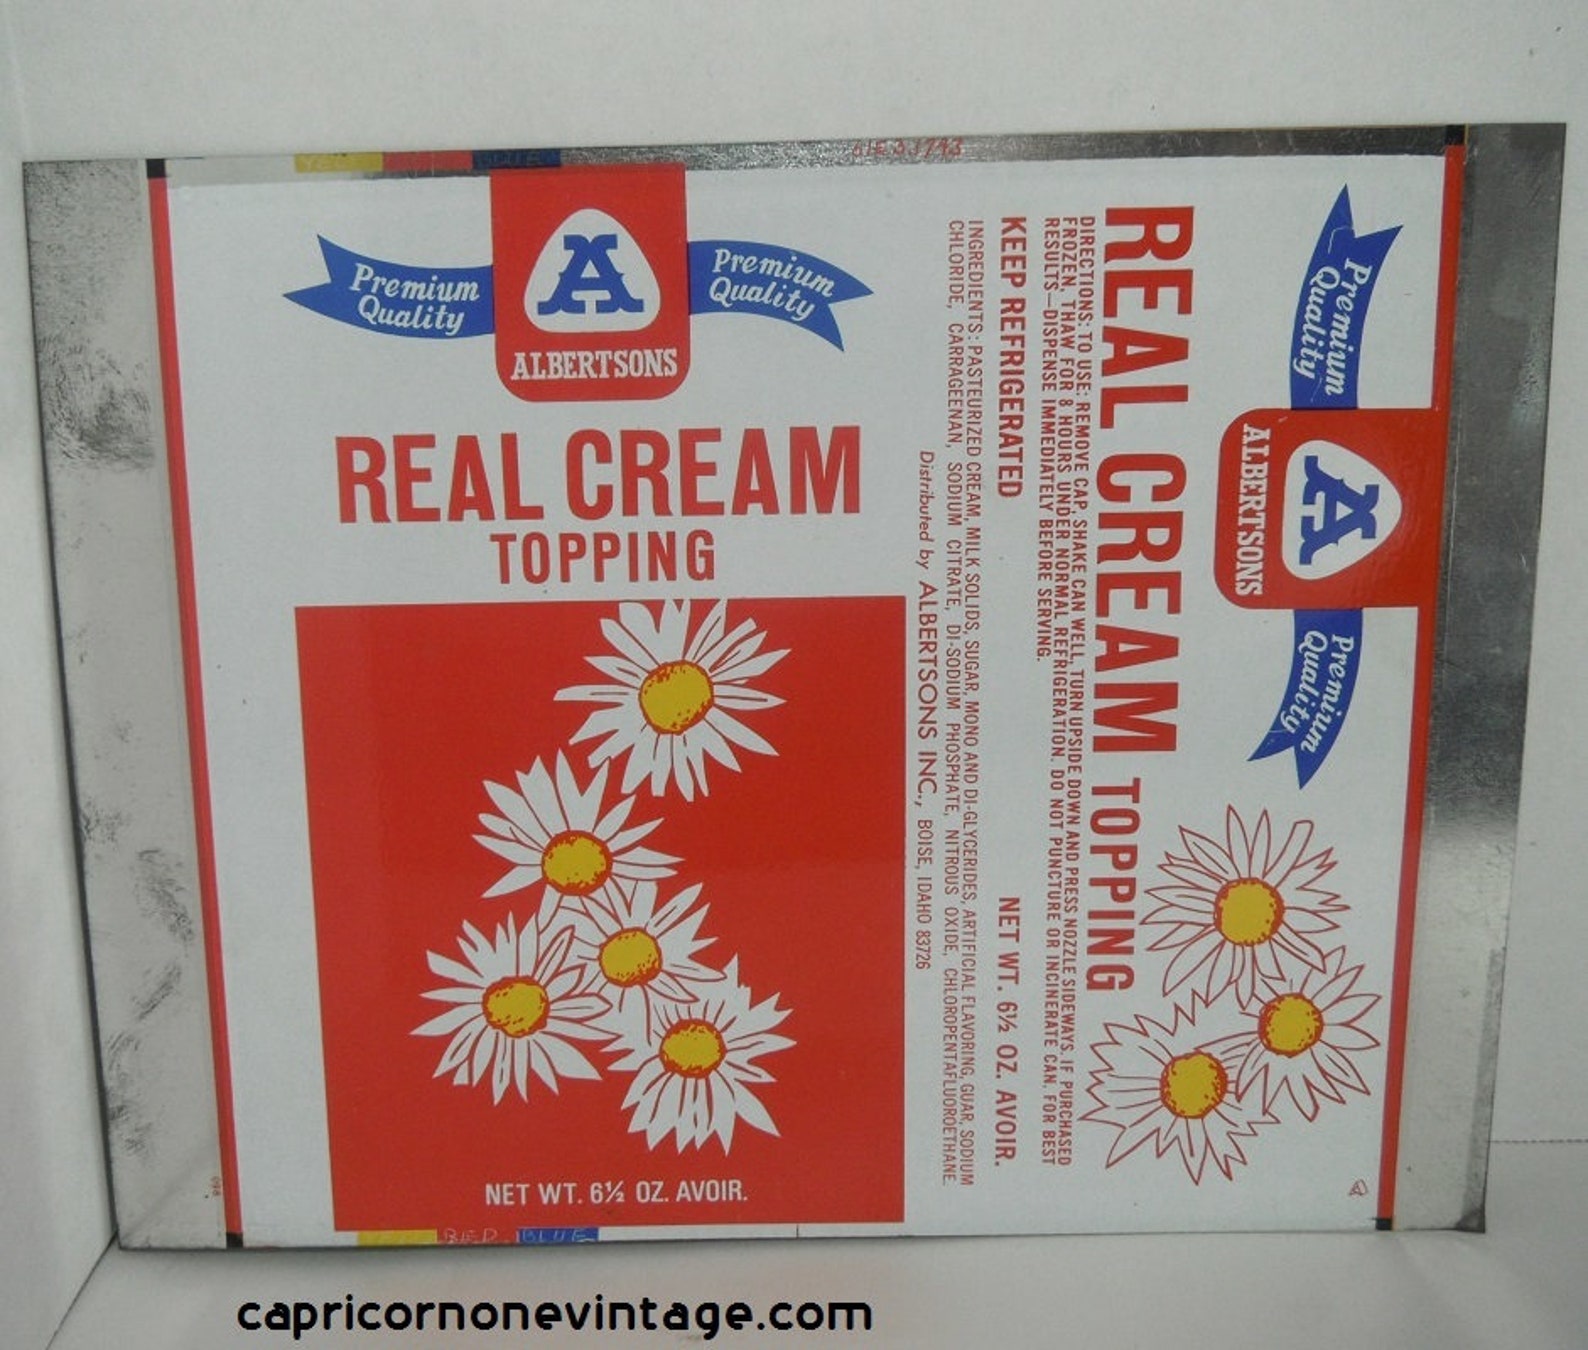 YELLOW BLUE
Premium
Quality
A
ALBERTSONS
Premium
Quality
REAL CREAM
TOPPING
NET WT. 6½ OZ. AVOIR.
RED BLUE
Premium
Quality
A
ALBERTSONS
Premium
Quality
REAL CREAM TOPPING
DIRECTIONS: TO USE: REMOVE CAP, SHAKE CAN WELL, TURN UPSIDE DOWN AND PRESS NOZZLE SIDEWAYS. IF PURCHASED
FROZEN, THAW FOR 8 HOURS UNDER NORMAL REFRIGERATION. DO NOT PUNCTURE OR INCINERATE CAN. FOR BEST
RESULTS—DISPENSE IMMEDIATELY BEFORE SERVING.
KEEP REFRIGERATED NET WT. 6½ OZ. AVOIR.
INGREDIENTS: PASTEURIZED CREAM, MILK SOLIDS, SUGAR, MONO AND DI-GLYCERIDES, ARTIFICIAL FLAVORING, GUAR, SODIUM
CHLORIDE, CARRAGEENAN, SODIUM CITRATE, DI-SODIUM PHOSPHATE, NITROUS OXIDE, CHLOROPENTAFLUOROETHANE.
Distributed by ALBERTSONS INC., BOISE, IDAHO 83726
capricornonevintage.com